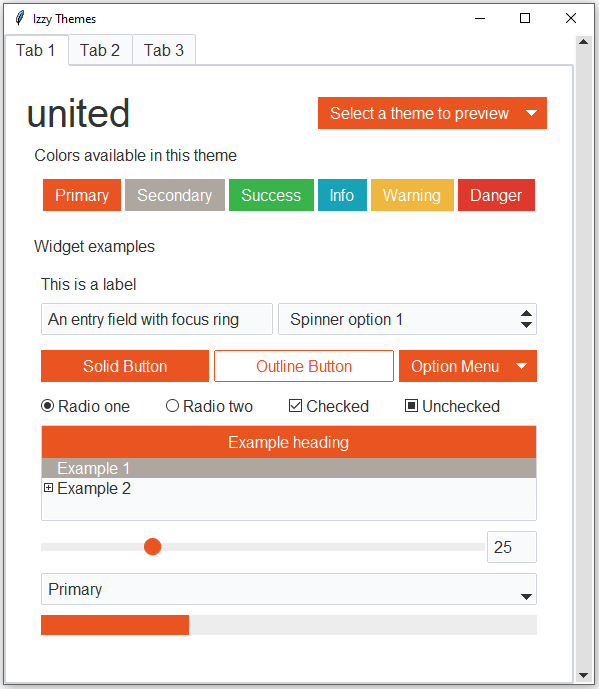 Izzy Themes
Tab 1 Tab 2 Tab 3
united Select a theme to preview
Colors available in this theme
Primary Secondary Success Info Warning Danger
Widget examples
This is a label
An entry field with focus ring Spinner option 1
Solid Button Outline Button Option Menu
Radio one Radio two Checked Unchecked
Example heading
Example 1
Example 2
25
Primary